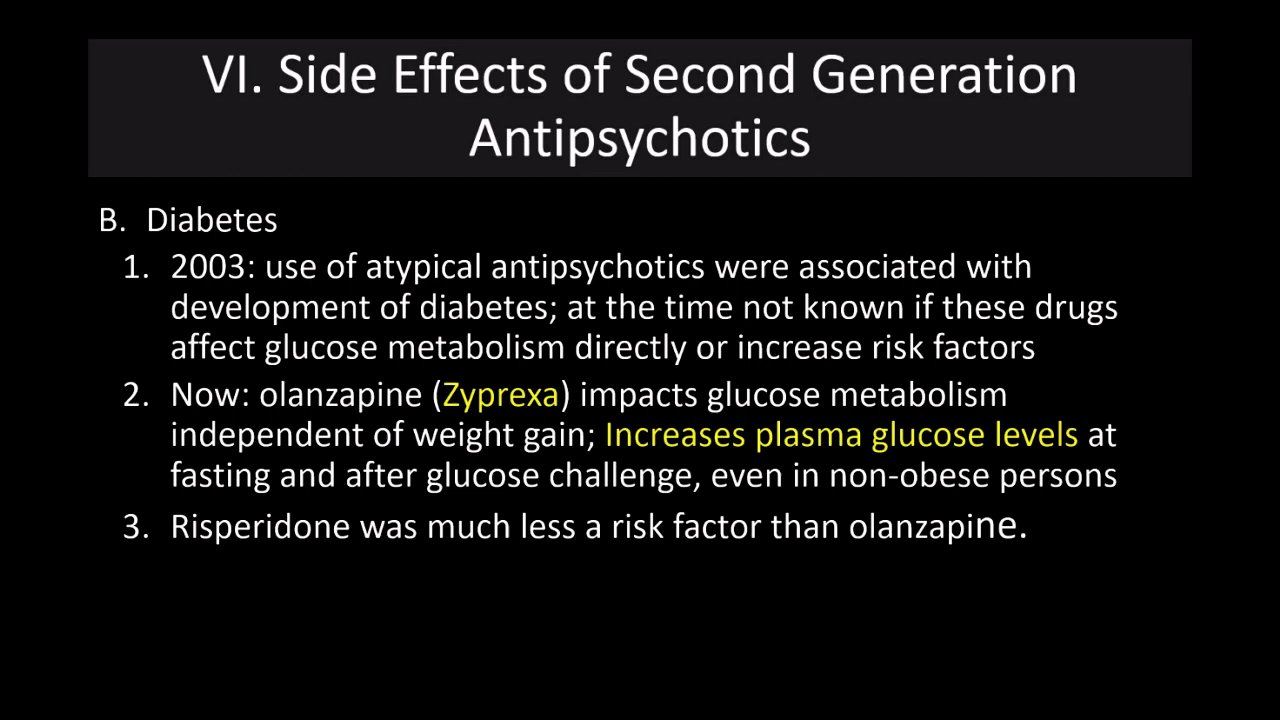 VI. Side Effects of Second Generation
Antipsychotics
B. Diabetes
1. 2003: use of atypical antipsychotics were associated with
development of diabetes; at the time not known if these drugs
affect glucose metabolism directly or increase risk factors
2. Now: olanzapine (Zyprexa) impacts glucose metabolism
independent of weight gain; Increases plasma glucose levels at
fasting and after glucose challenge, even in non-obese persons
3. Risperidone was much less a risk factor than olanzapine.